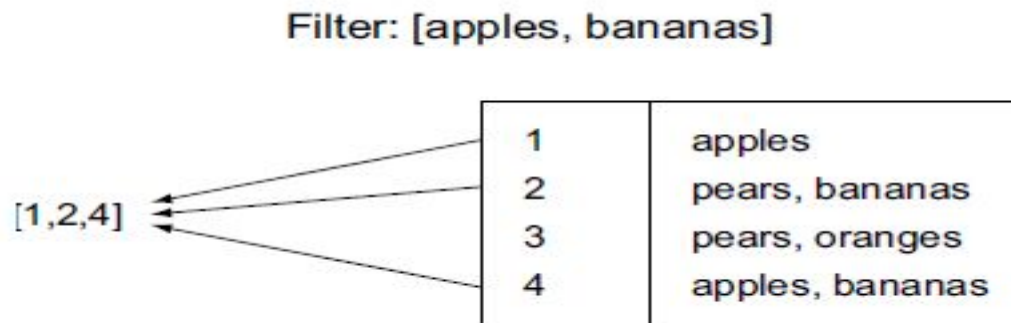 Filter: [apples, bananas]
1 apples
2 pears, bananas
[1,2,4]
3 pears, oranges
4 apples, bananas